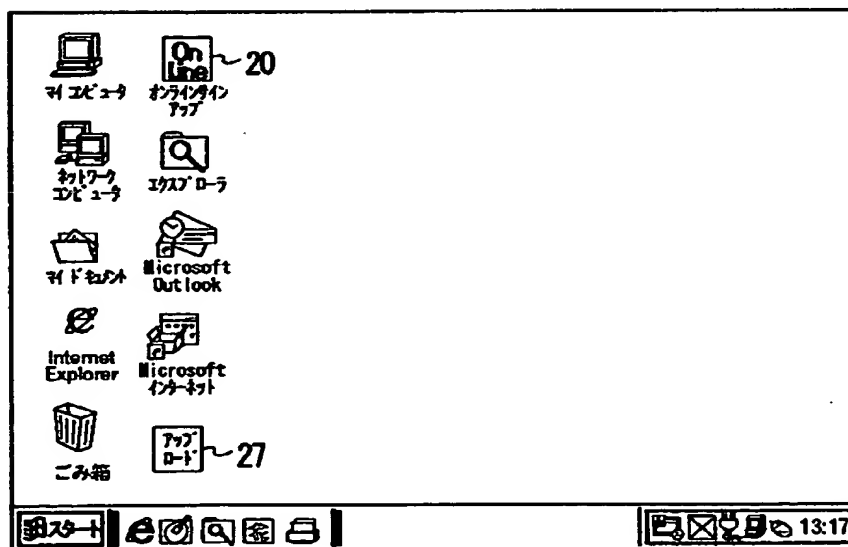 マイ コンピュータ
On
Line
20
オンラインサイン
アップ
ネットワーク
コンピュータ
エクスプローラ
マイ ドキュメント
Microsoft
Outlook
Internet
Explorer
Microsoft
インターネット
ごみ箱
アップ
ロード
27
スタート
13:17